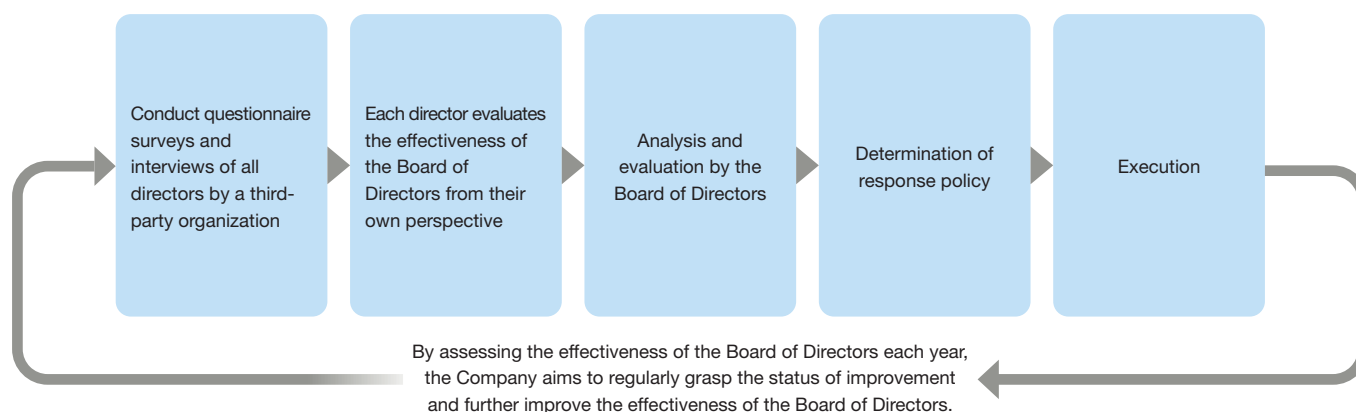 Conduct questionnaire
surveys and
interviews of all
directors by a third-
party organization
Each director evaluates
the effectiveness of
the Board of
Directors from their
own perspective
Analysis and
evaluation by the
Board of Directors
Determination of
response policy
Execution
By assessing the effectiveness of the Board of Directors each year,
the Company aims to regularly grasp the status of improvement
and further improve the effectiveness of the Board of Directors.